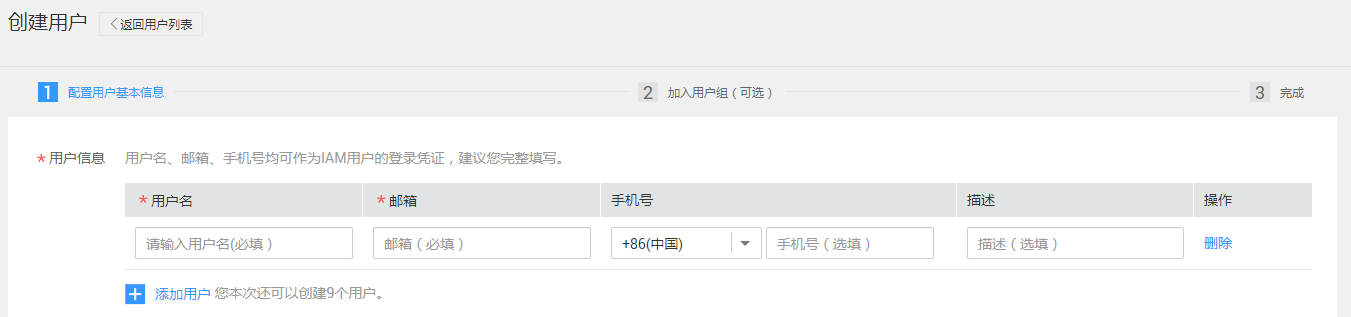 创建用户 返回用户列表
1 配置用户基本信息 2 加入用户组（可选） 3 完成
* 用户信息 用户名、邮箱、手机号均可作为IAM用户的登录凭证，建议您完整填写。
* 用户名 * 邮箱 手机号 描述 操作
请输入用户名(必填） 邮箱（必填） +86(中国) 手机号（选填） 描述（选填） 删除
添加用户 您本次还可以创建9个用户。